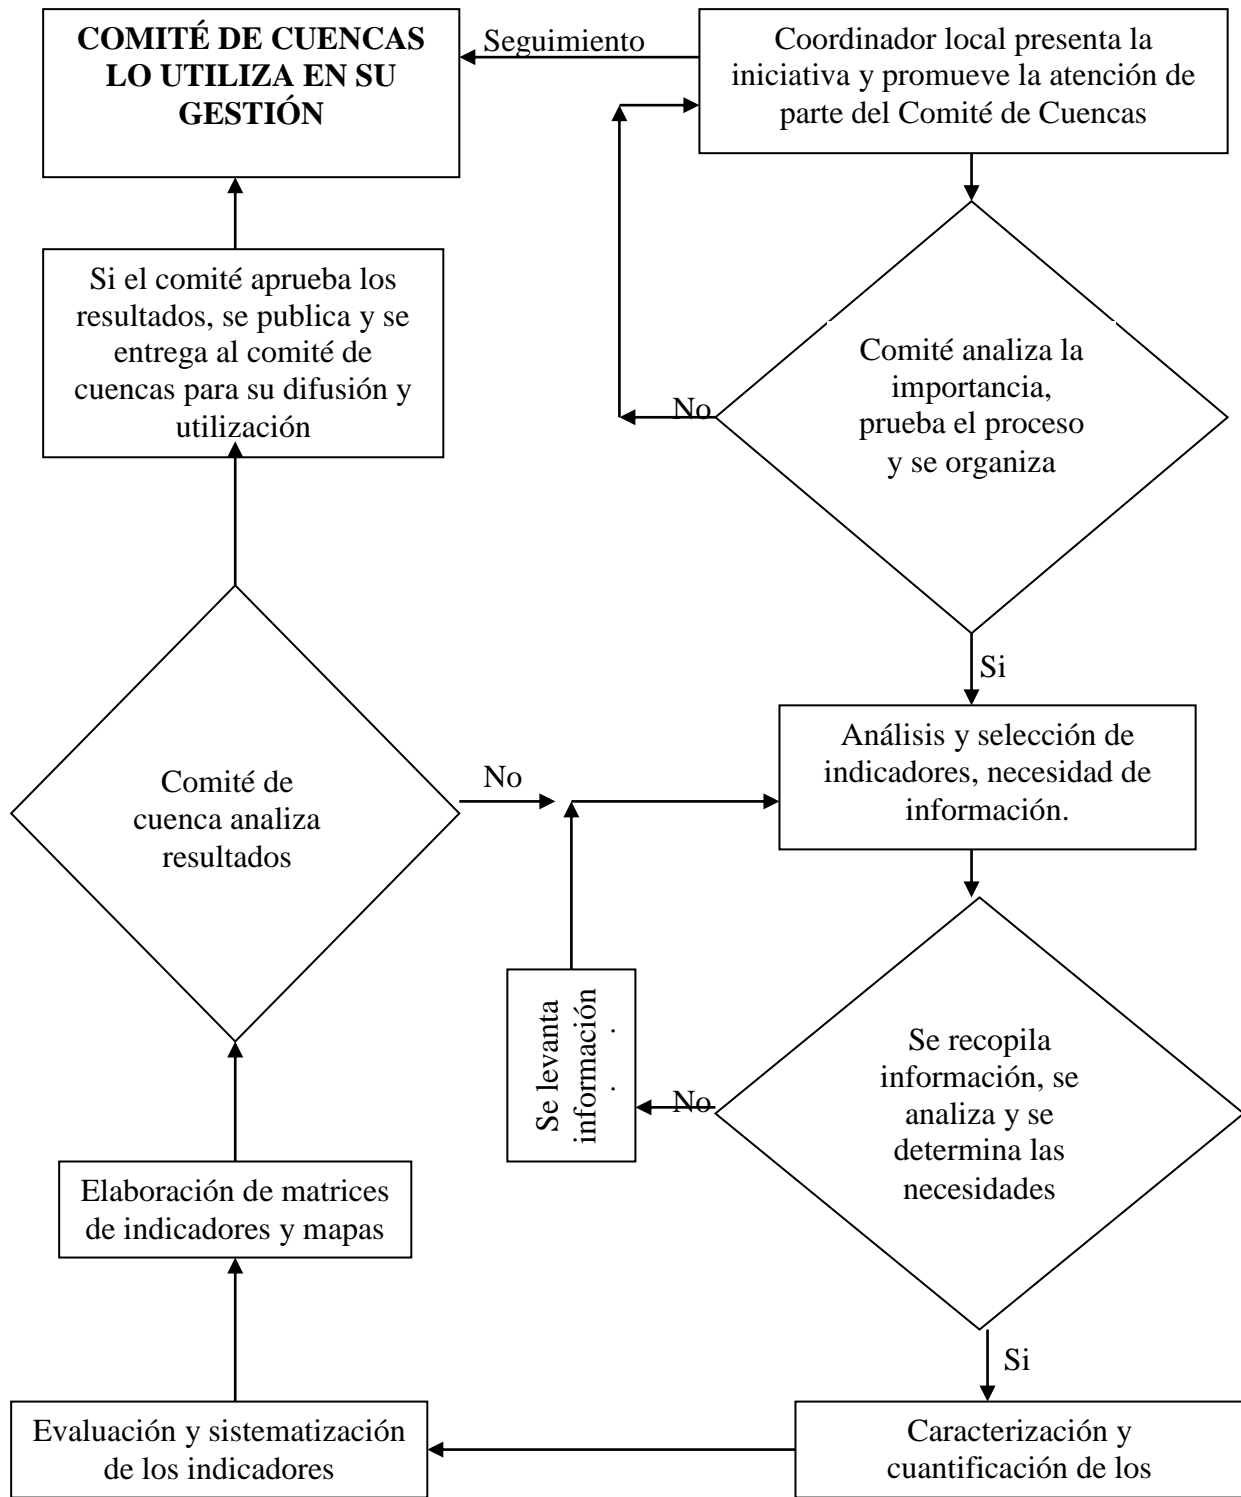 COMITÉ DE CUENCAS
LO UTILIZA EN SU
GESTIÓN
Seguimiento
Coordinador local presenta la
iniciativa y promueve la atención de
parte del Comité de Cuencas
Si el comité aprueba los
resultados, se publica y se
entrega al comité de
cuencas para su difusión y
utilización
Comité analiza la
importancia,
prueba el proceso
y se organiza
No
Si
Análisis y selección de
indicadores, necesidad de
información.
Comité de
cuenca analiza
resultados
No
Se levanta
información
Se recopila
información, se
analiza y se
determina las
necesidades
No
Si
Elaboración de matrices
de indicadores y mapas
Evaluación y sistematización
de los indicadores
Caracterización y
cuantificación de los